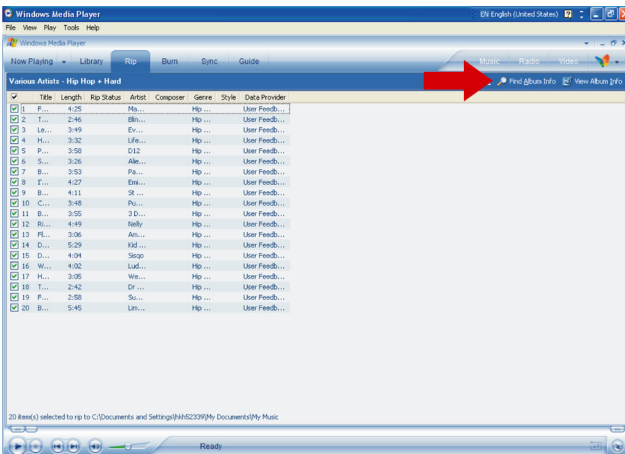 Windows Media Player EN English (United States)
File View Play Tools Help
Windows Media Player
Now Playing Library Rip Burn Sync Guide Music Radio Video
Various Artists - Hip Hop + Hard Find Album Info View Album Info
Title Length Rip Status Artist Composer Genre Style Data Provider
1 F... 4:25 Ma... Hip ... User Feedb...
2 T... 2:46 Blin... Hip ... User Feedb...
3 Le... 3:49 Ev... Hip ... User Feedb...
4 H... 3:32 Life... Hip ... User Feedb...
5 P... 3:58 D12 Hip ... User Feedb...
6 S... 3:26 Alie... Hip ... User Feedb...
7 B... 3:53 Pa... Hip ... User Feedb...
8 4:27 Emi... Hip ... User Feedb...
9 B... 4:11 St ... Hip ... User Feedb...
10 C... 3:48 Pu... Hip ... User Feedb...
11 B... 3:55 3 D... Hip ... User Feedb...
12 Ri... 4:49 Nelly Hip ... User Feedb...
13 Fl... 3:06 Am... Hip ... User Feedb...
14 D... 5:29 Kid ... Hip ... User Feedb...
15 D... 4:04 Sisqo Hip ... User Feedb...
16 W... 4:02 Lud... Hip ... User Feedb...
17 H... 3:05 We... Hip ... User Feedb...
18 T... 2:42 Dr ... Hip ... User Feedb...
19 F... 2:58 Su... Hip ... User Feedb...
20 B... 5:45 Lim... Hip ... User Feedb...
20 item(s) selected to rip to C:\Documents and Settings\hkh52339\My Documents\My Music
Ready